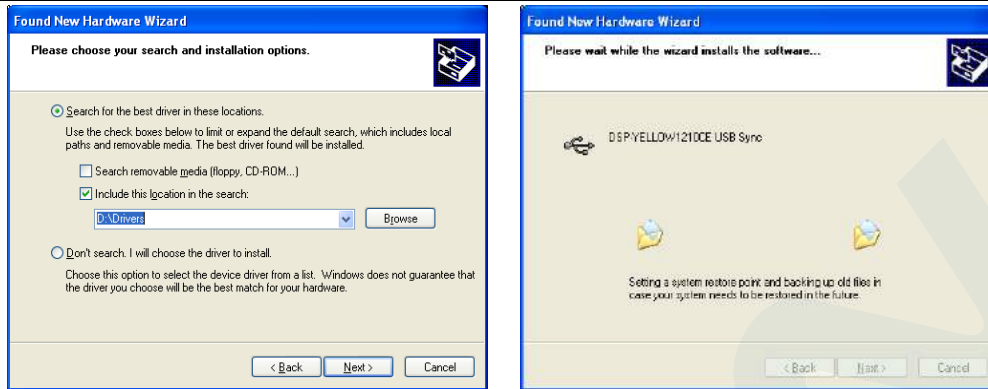 Found New Hardware Wizard
Please choose your search and installation options.
Search for the best driver in these locations.
Use the check boxes below to limit or expand the default search, which includes local
paths and removable media. The best driver found will be installed.
Search removable media (floppy, CD-ROM...)
Include this location in the search:
D:\Drivers
Browse
Don't search. I will choose the driver to install.
Choose this option to select the device driver from a list. Windows does not guarantee that
the driver you choose will be the best match for your hardware.
< Back
Next >
Cancel
Found New Hardware Wizard
Please wait while the wizard installs the software...
DSP-YELLOW1210CE USB Sync
Setting a system restore point and backing up old files in
case your system needs to be restored in the future.
< Back
Next >
Cancel